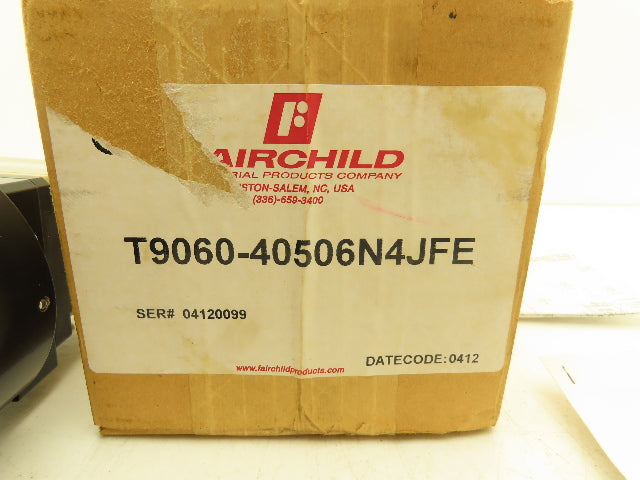 FAIRCHILD
RIAL PRODUCTS COMPANY
STON-SALEM, NC, USA
(336)-659-3400
T9060-40506N4JFE
SER# 04120099
DATECODE:0412
www.fairchildproducts.com